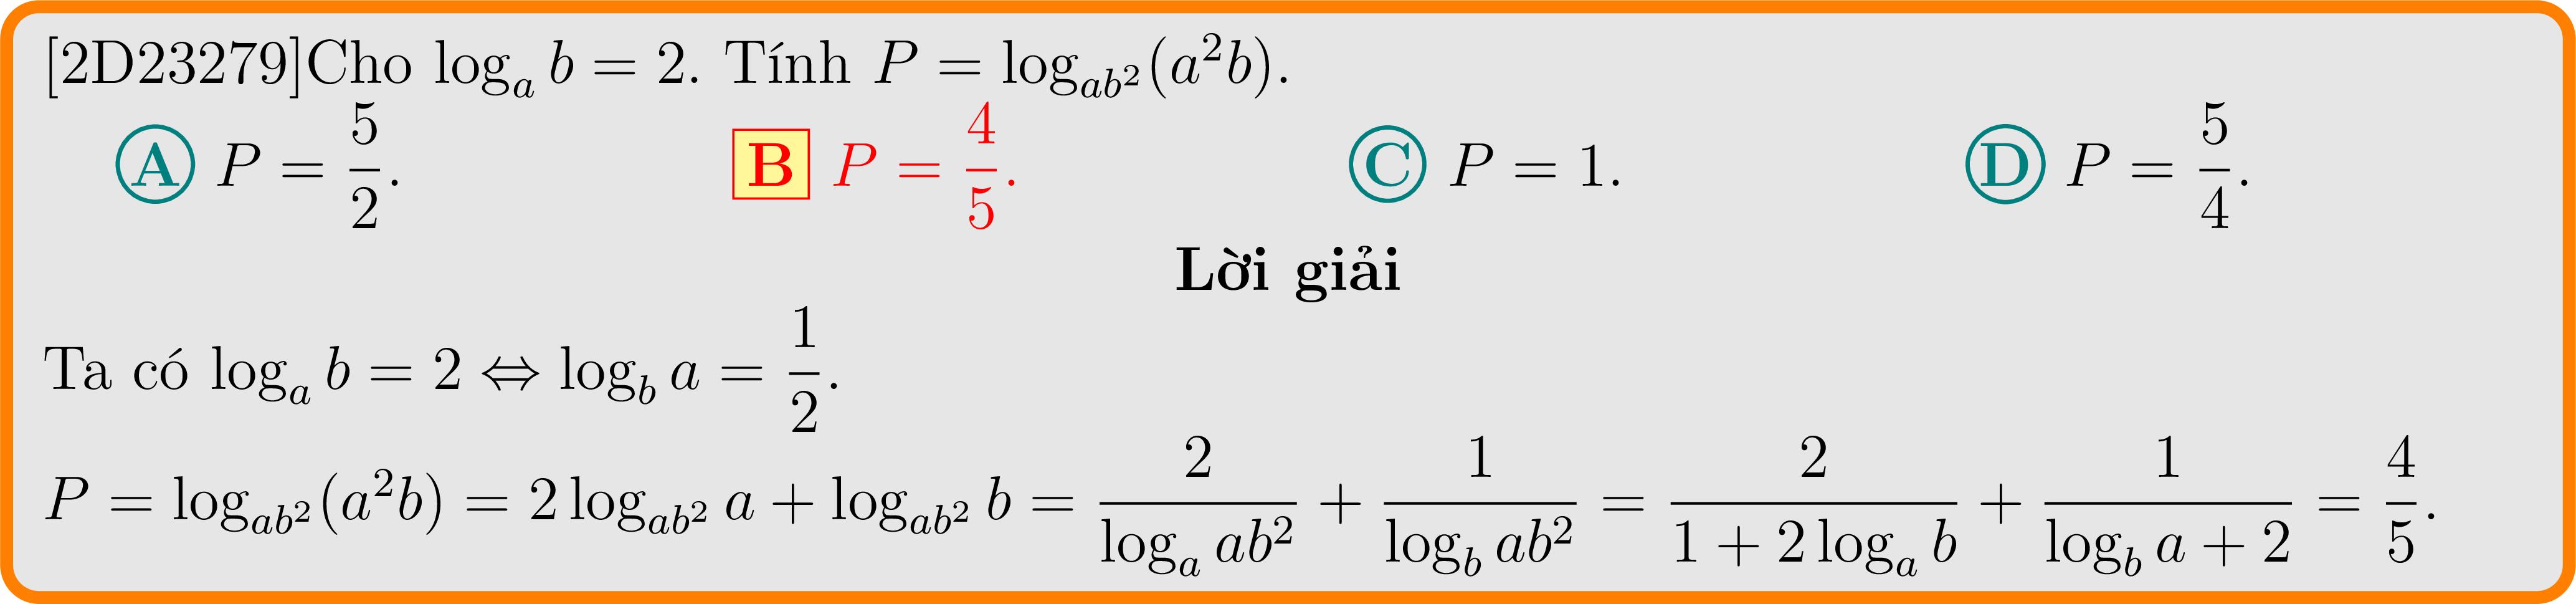 [2D23279]Cho log_a b = 2. Tính P = log_{ab^2}(a^2b).
A P = \frac{5}{2}. B P = \frac{4}{5}. C P = 1. D P = \frac{5}{4}.
Lời giải
Ta có log_a b = 2 ⇔ log_b a = \frac{1}{2}.
P = log_{ab^2}(a^2b) = 2 log_{ab^2} a + log_{ab^2} b = \frac{2}{log_a ab^2} + \frac{1}{log_b ab^2} = \frac{2}{1 + 2 log_a b} + \frac{1}{log_b a + 2} = \frac{4}{5}.